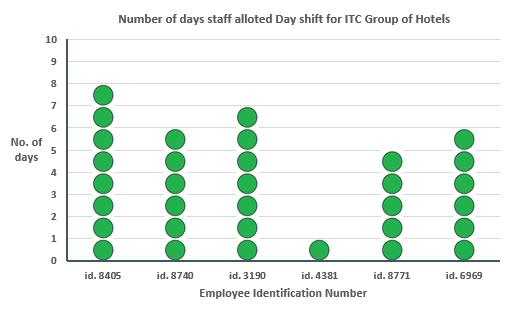 Number of days staff alloted Day shift for ITC Group of Hotels
10
9
8
7
6
5
4
3
2
1
0
No. of
days
id. 8405 id. 8740 id. 3190 id. 4381 id. 8771 id. 6969
Employee Identification Number